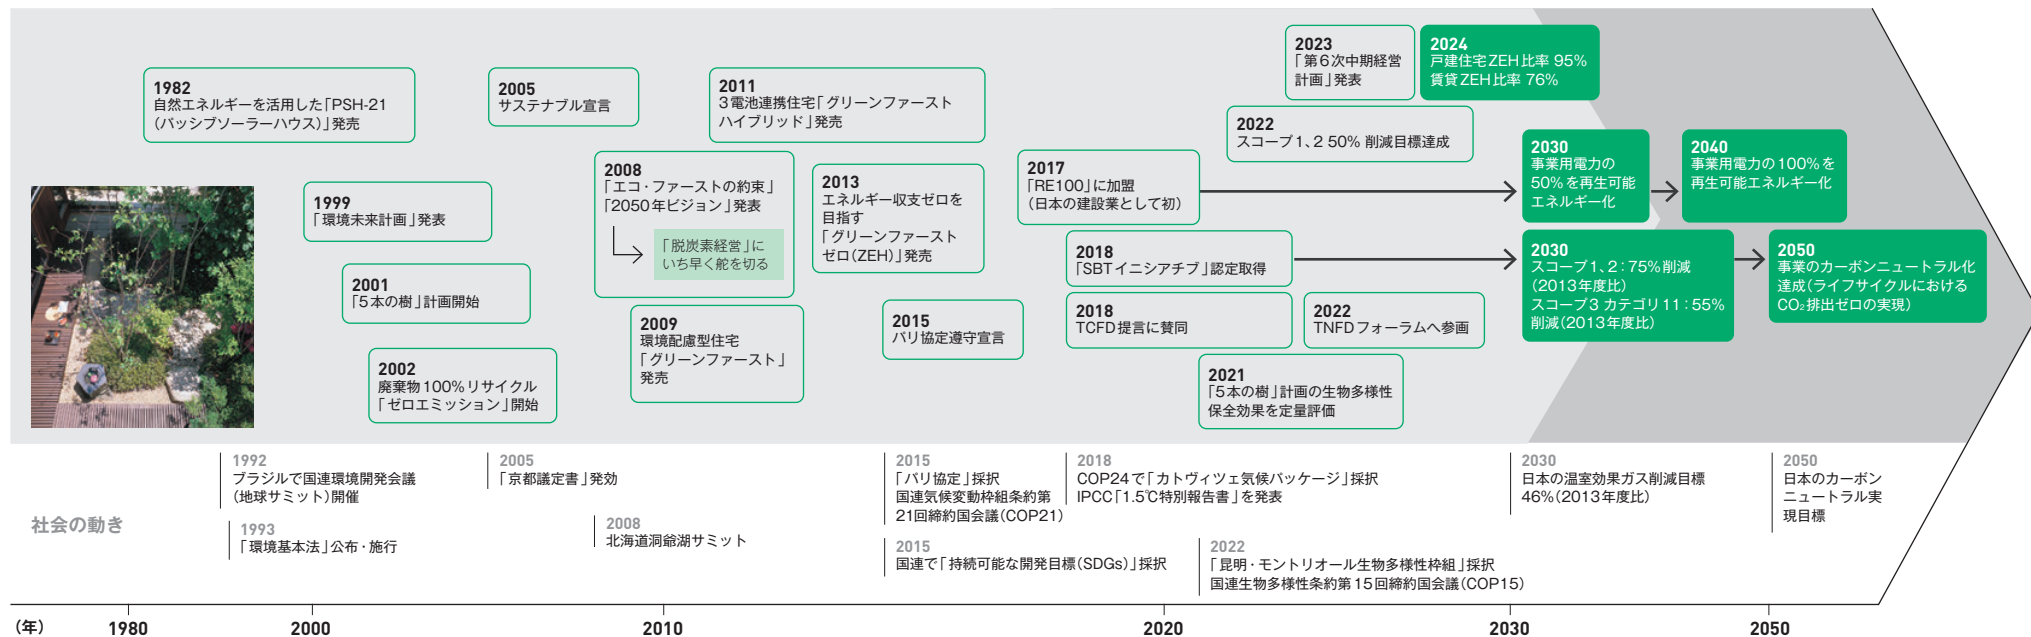 1982
自然エネルギーを活用した「PSH-21
(パッシブソーラーハウス)」発売
1999
「環境未来計画」発表
2001
「5本の樹」計画開始
2002
廃棄物100%リサイクル
「ゼロエミッション」開始
2005
サステナブル宣言
2008
「エコ・ファーストの約束」
「2050年ビジョン」発表
「脱炭素経営」に
いち早く舵を切る
2009
環境配慮型住宅
「グリーンファースト」
発売
2011
3電池連携住宅「グリーンファースト
ハイブリッド」発売
2013
エネルギー収支ゼロを
目指す
「グリーンファースト
ゼロ(ZEH)」発売
2015
パリ協定遵守宣言
2017
「RE100」に加盟
(日本の建設業として初)
2018
「SBTイニシアチブ」認定取得
2018
TCFD提言に賛同
2021
「5本の樹」計画の生物多様性
保全効果を定量評価
2022
スコープ1、2 50% 削減目標達成
2022
TNFDフォーラムへ参画
2023
「第6次中期経営
計画」発表
2024
戸建住宅ZEH比率 95%
賃貸ZEH比率 76%
2030
事業用電力の
50%を再生可能
エネルギー化
2040
事業用電力の100%を
再生可能エネルギー化
2030
スコープ1、2:75%削減
(2013年度比)
スコープ3 カテゴリ11:55%
削減(2013年度比)
2050
事業のカーボンニュートラル化
達成(ライフサイクルにおける
CO₂排出ゼロの実現)
社会の動き
1992
ブラジルで国連環境開発会議
(地球サミット)開催
1993
「環境基本法」公布・施行
2005
「京都議定書」発効
2008
北海道洞爺湖サミット
2015
「パリ協定」採択
国連気候変動枠組条約第
21回締約国会議(COP21)
2015
国連で「持続可能な開発目標(SDGs)」採択
2018
COP24で「カトヴィツェ気候パッケージ」採択
IPCC「1.5℃特別報告書」を発表
2022
「昆明・モントリオール生物多様性枠組」採択
国連生物多様性条約第15回締約国会議(COP15)
2030
日本の温室効果ガス削減目標
46%(2013年度比)
2050
日本のカーボン
ニュートラル実
現目標
(年) 1980 2000 2010 2020 2030 2050